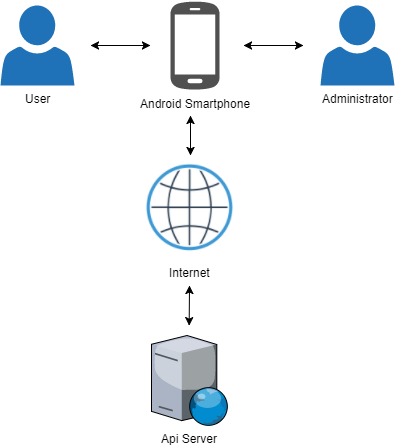 User
Android Smartphone
Administrator
Internet
Api Server